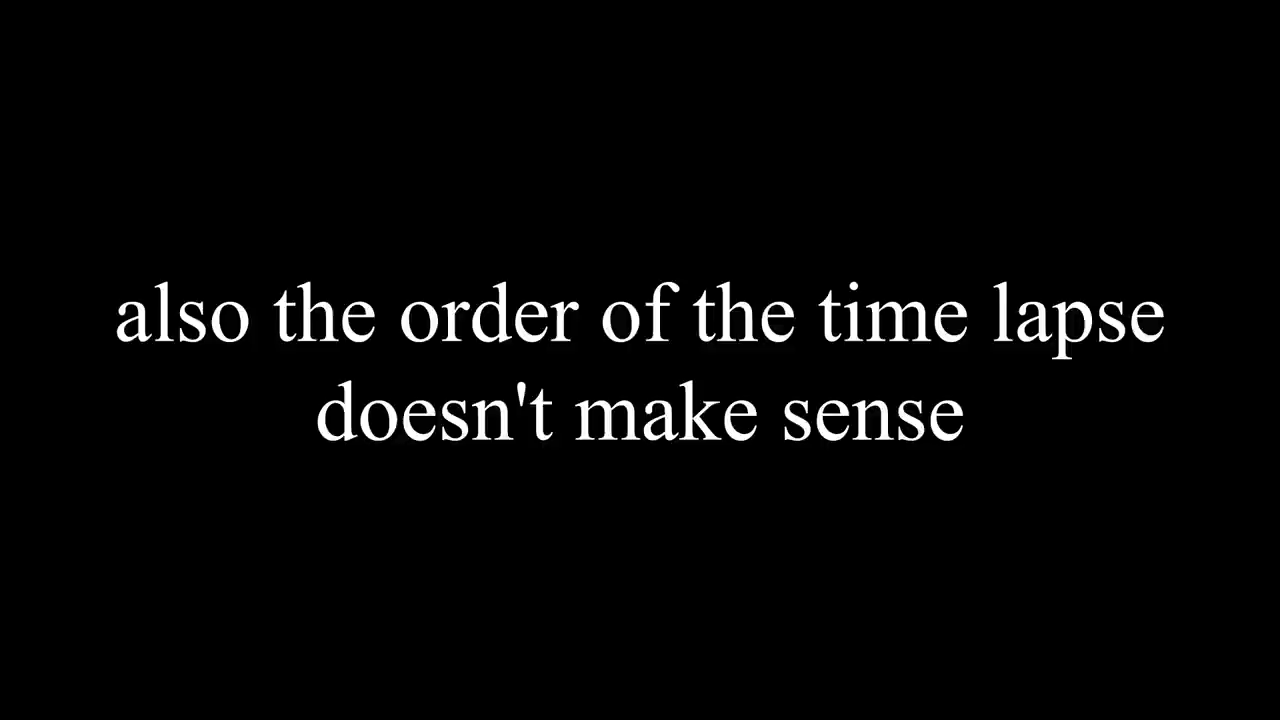 also the order of the time lapse
doesn't make sense